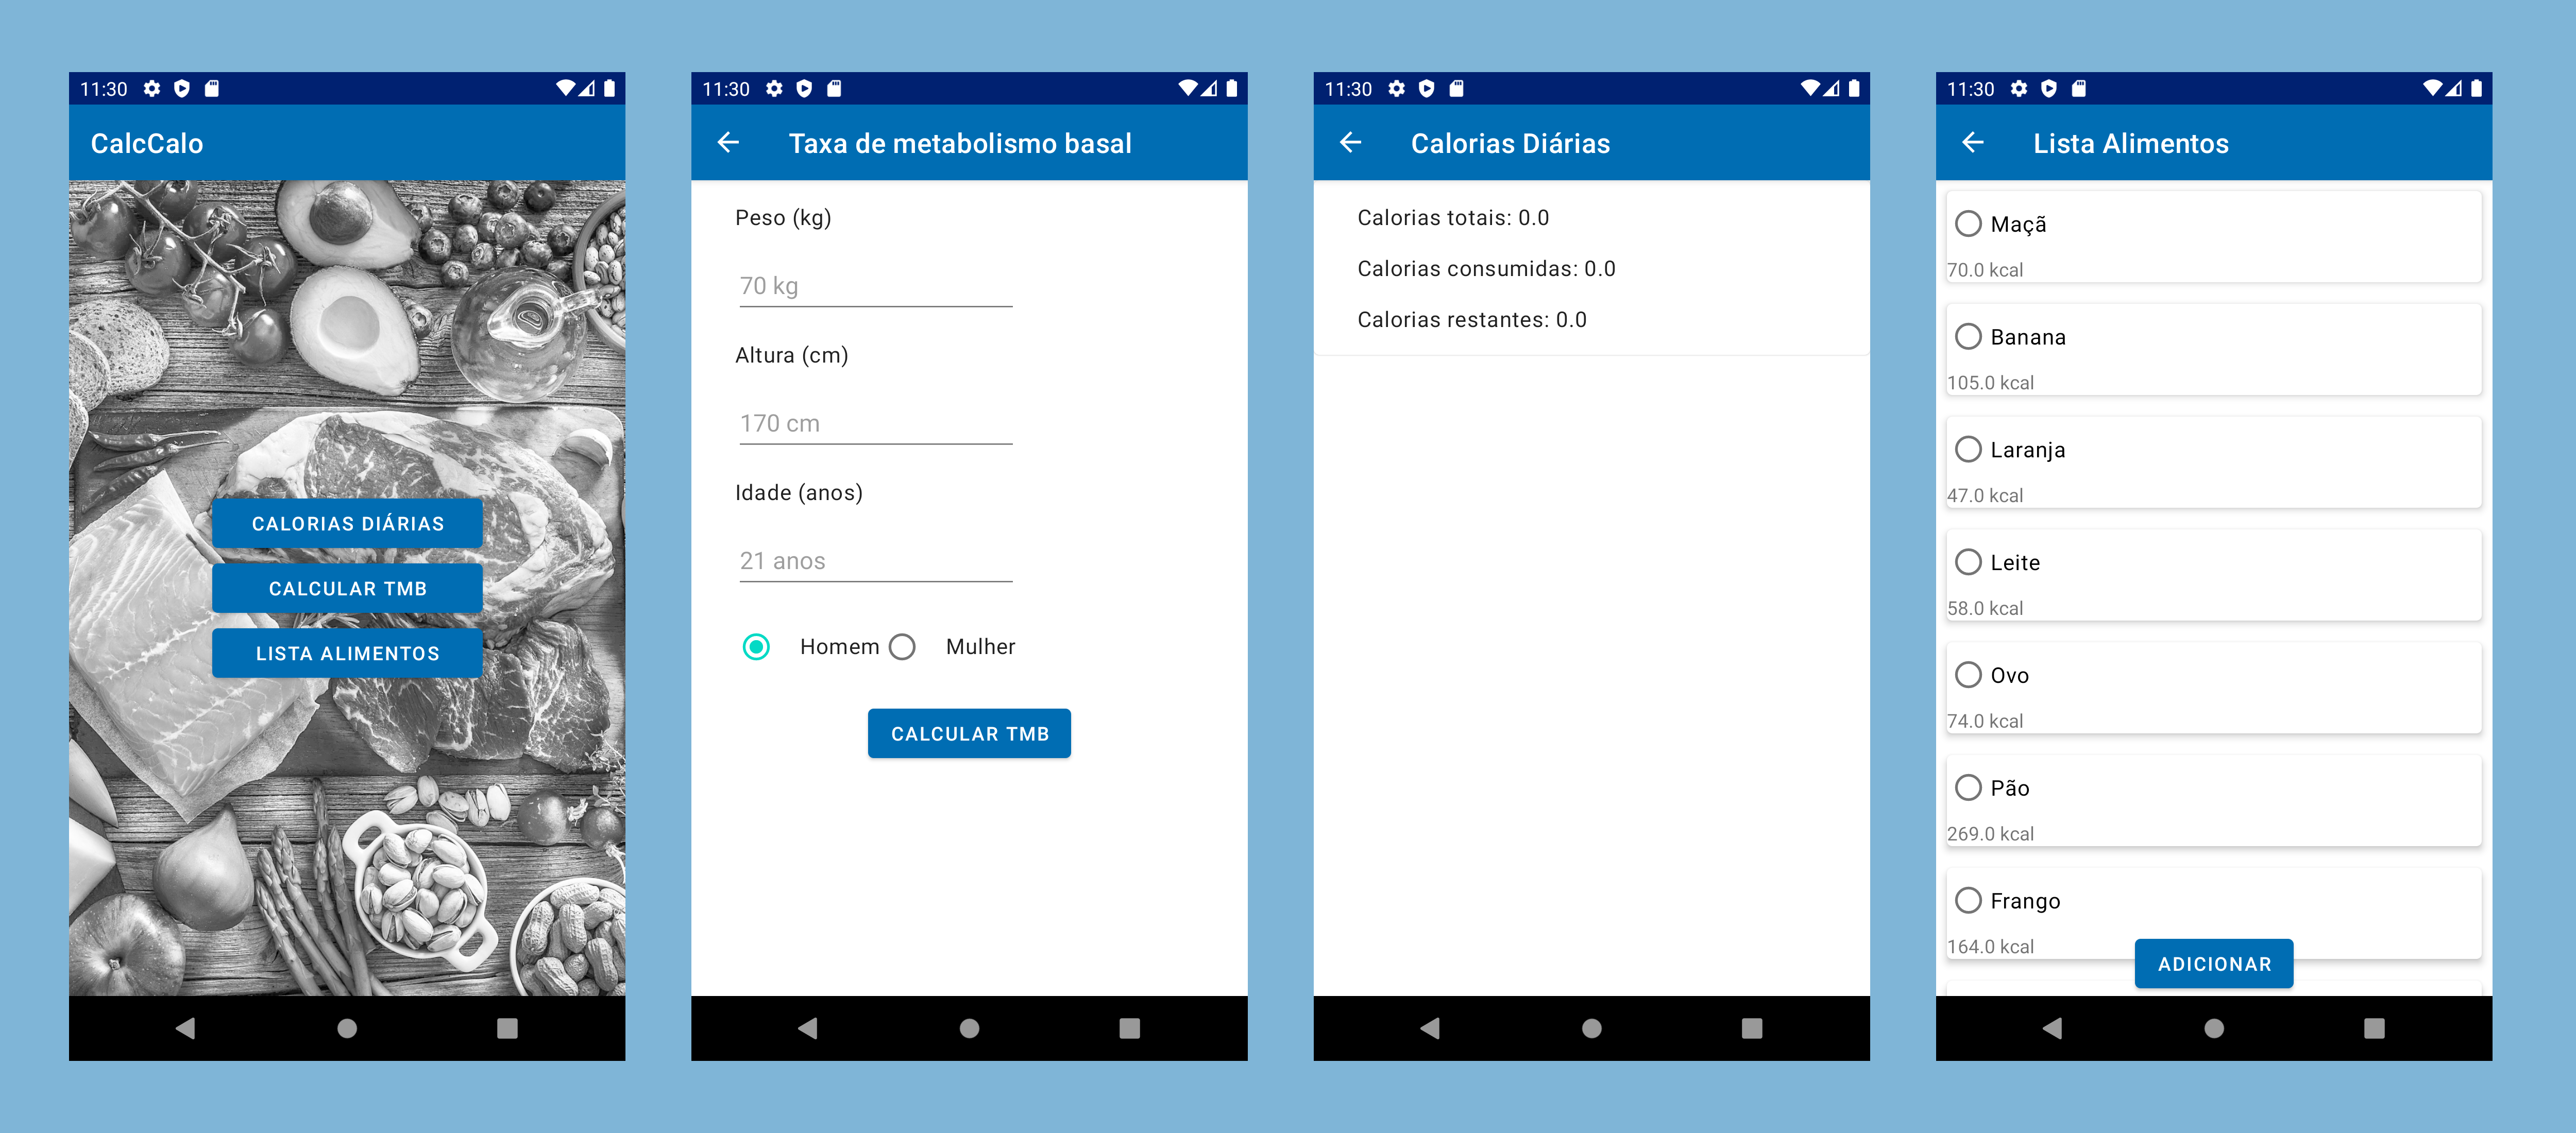 11:30
CalcCalo
CALORIAS DIÁRIAS
CALCULAR TMB
LISTA ALIMENTOS
11:30
Taxa de metabolismo basal
Peso (kg)
70 kg
Altura (cm)
170 cm
Idade (anos)
21 anos
Homem Mulher
CALCULAR TMB
11:30
Calorias Diárias
Calorias totais: 0.0
Calorias consumidas: 0.0
Calorias restantes: 0.0
11:30
Lista Alimentos
Maçã
70.0 kcal
Banana
105.0 kcal
Laranja
47.0 kcal
Leite
58.0 kcal
Ovo
74.0 kcal
Pão
269.0 kcal
Frango
164.0 kcal
ADICIONAR